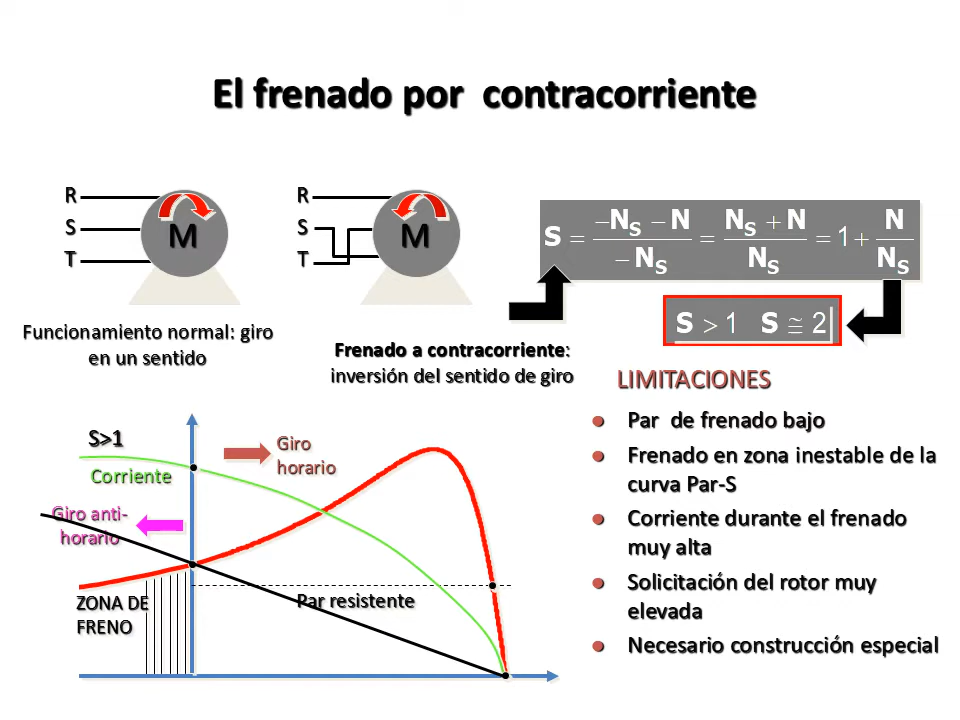 El frenado por contracorriente
R
S
T
M
R
S
T
M
S = −NS − N / − NS = NS + N / NS = 1 + N / NS
S > 1 S ≅ 2
Funcionamiento normal: giro
en un sentido
Frenado a contracorriente:
inversión del sentido de giro
LIMITACIONES
● Par de frenado bajo
● Frenado en zona inestable de la
curva Par-S
● Corriente durante el frenado
muy alta
● Solicitación del rotor muy
elevada
● Necesario construcción especial
S>1
Corriente
Giro
horario
Giro anti-
horario
Par resistente
ZONA DE
FRENO